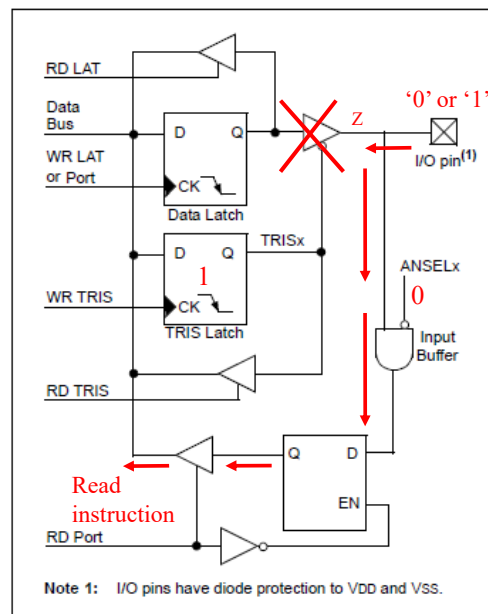 RD LAT
Data
Bus
WR LAT
or Port
D
Q
CK
Data Latch
Z
‘0’ or ‘1’
I/O pin(1)
D
Q
TRISx
1
CK
TRIS Latch
WR TRIS
ANSELx
0
Input
Buffer
RD TRIS
Q
D
EN
Read
instruction
RD Port
Note 1: I/O pins have diode protection to VDD and VSS.